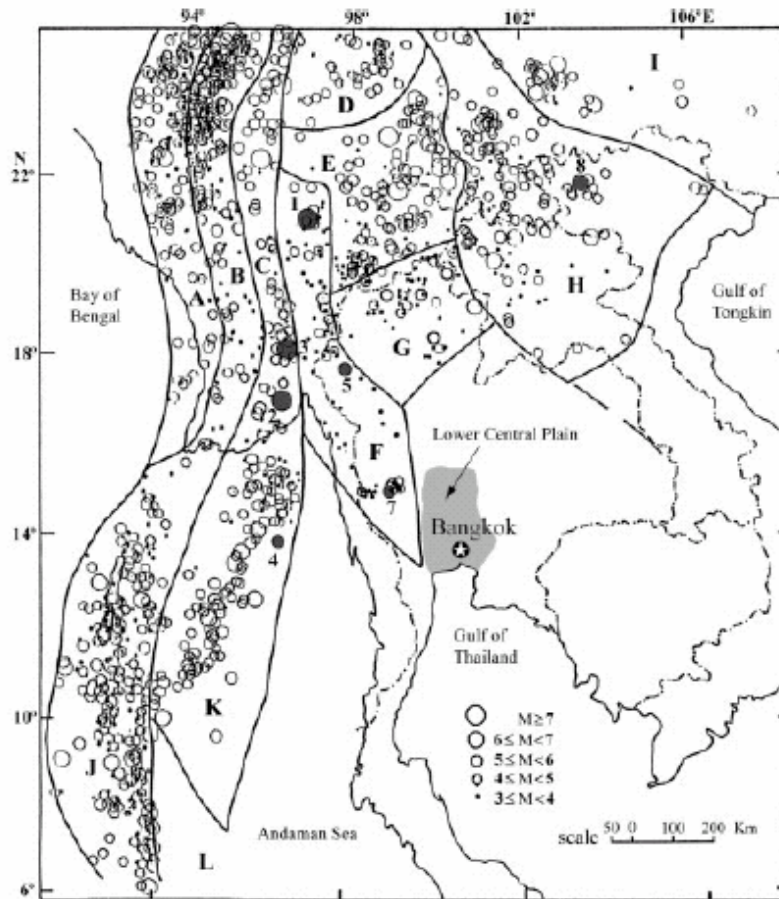 94° 98° 102° 106°E
I
D
N
E
22°
8
1
B
C
A
H
Bay of
Bengal
Gulf of
Tongkin
18°
3
G
5
2
Lower Central Plain
F
7
14°
Bangkok
4
Gulf of
Thailand
K
M≥7
10°
6≤ M<7
5≤ M<6
J
4≤ M<5
3≤M<4
Andaman Sea
scale 50 0 100 200 Km
L
6°